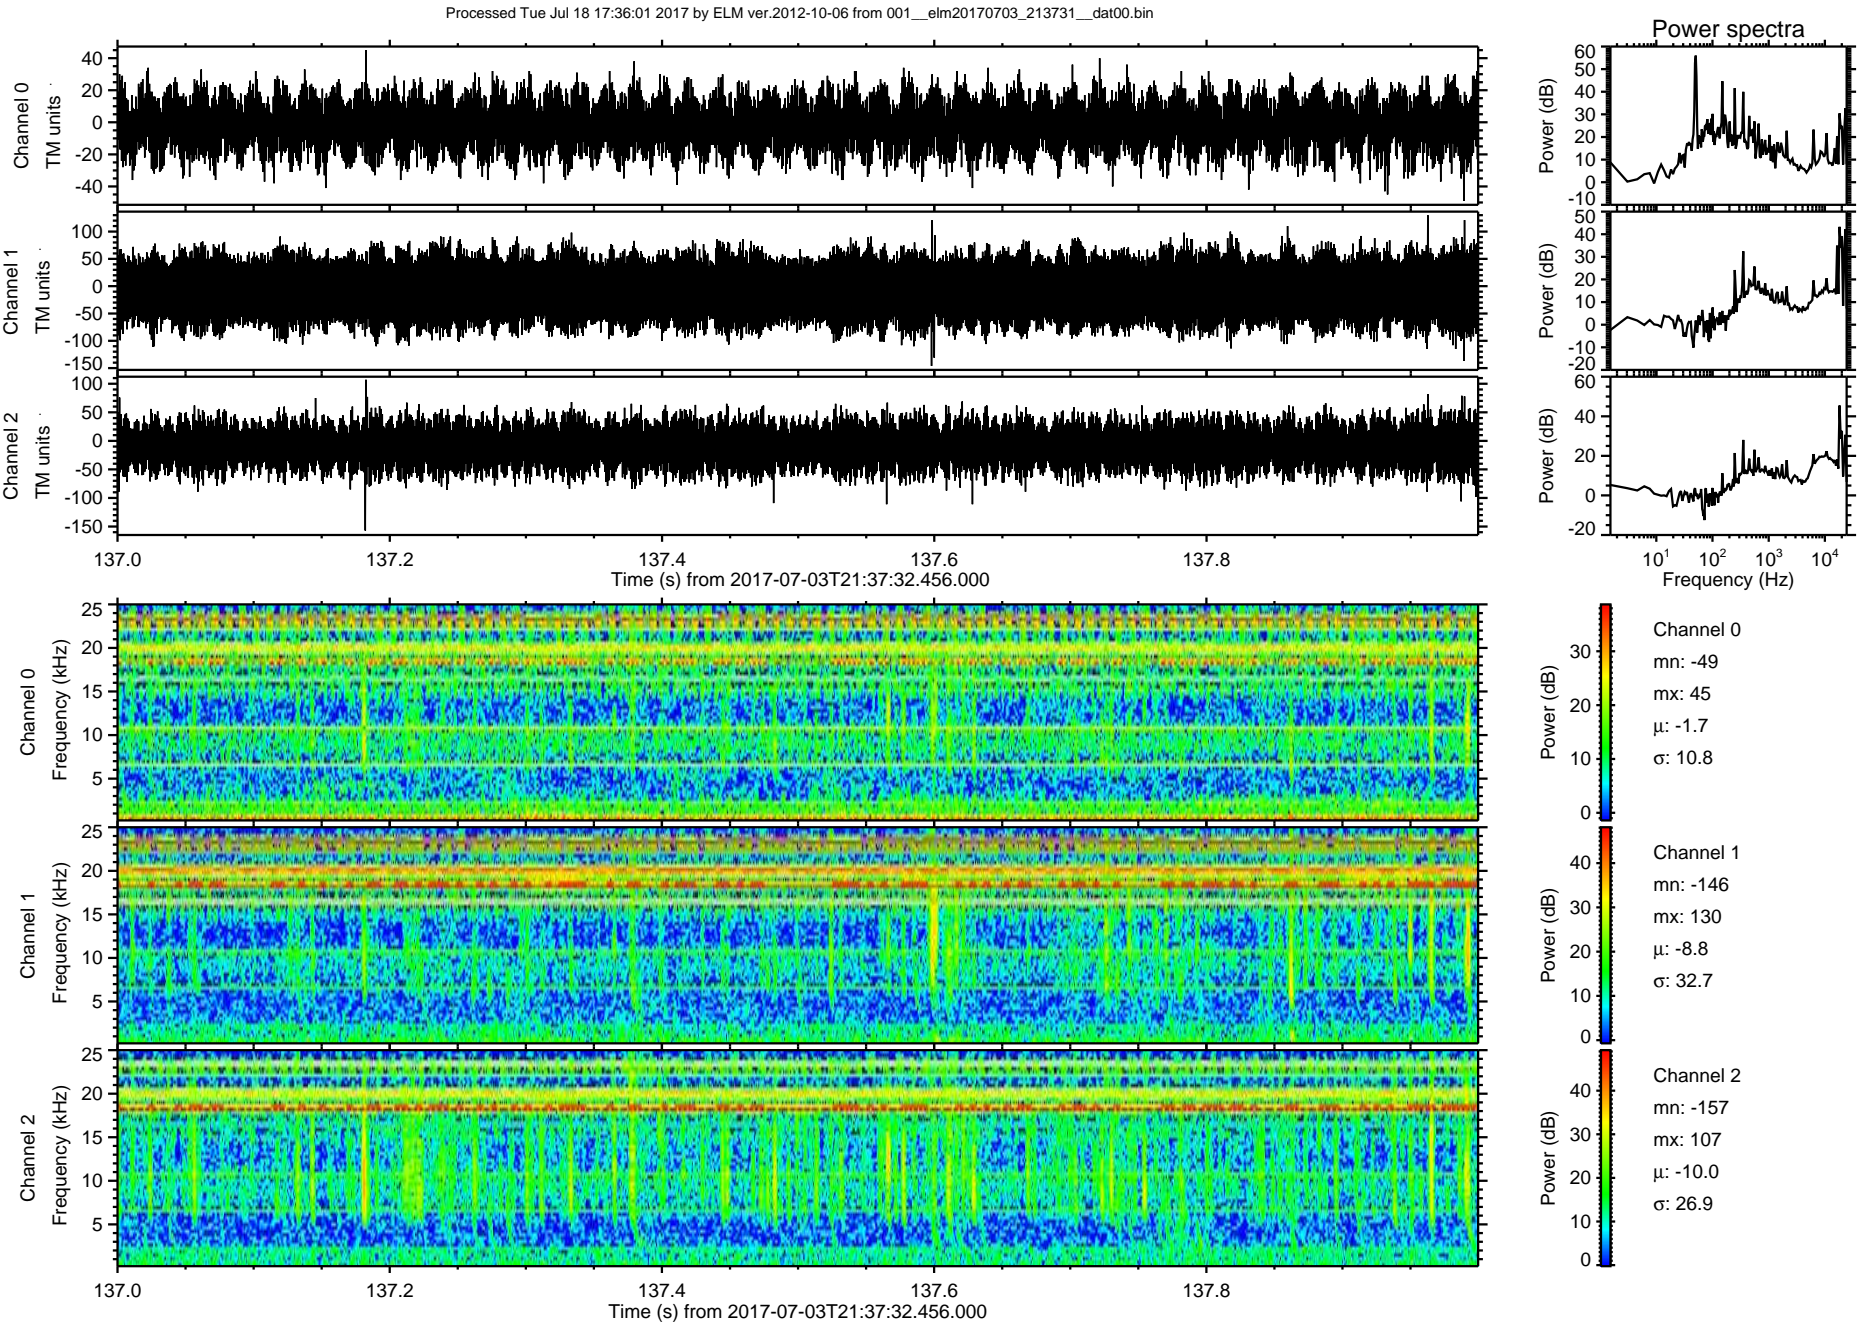 Processed Tue Jul 18 17:36:01 2017 by ELM ver.2012-10-06 from 001__elm20170703_213731__dat00.bin
Power spectra
Channel 0
TM units
40
20
0
-20
-40
Power (dB)
60
50
40
30
20
10
0
-10
Channel 1
TM units
100
50
0
-50
-100
-150
Power (dB)
50
40
30
20
10
0
-10
-20
Channel 2
TM units
100
50
0
-50
-100
-150
Power (dB)
60
40
20
0
-20
137.0 137.2 137.4 137.6 137.8
Time (s) from 2017-07-03T21:37:32.456.000
10^1 10^2 10^3 10^4
Frequency (Hz)
Channel 0
Frequency (kHz)
25
20
15
10
5
Power (dB)
30
20
10
0
Channel 0
mn: -49
mx: 45
μ: -1.7
σ: 10.8
Channel 1
Frequency (kHz)
25
20
15
10
5
Power (dB)
40
30
20
10
0
Channel 1
mn: -146
mx: 130
μ: -8.8
σ: 32.7
Channel 2
Frequency (kHz)
25
20
15
10
5
Power (dB)
40
30
20
10
0
Channel 2
mn: -157
mx: 107
μ: -10.0
σ: 26.9
137.0 137.2 137.4 137.6 137.8
Time (s) from 2017-07-03T21:37:32.456.000